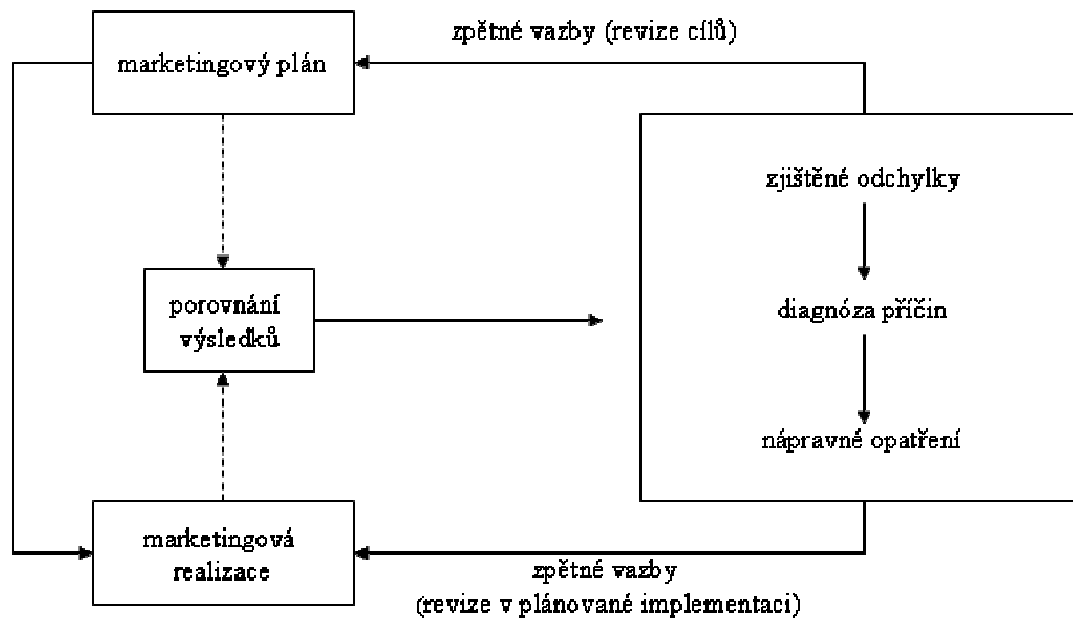 zpětné vazby (revize cílů)
marketingový plán
zjištěné odchylky
porovnání
výsledků
diagnóza příčin
nápravné opatření
marketingová
realizace
zpětné vazby
(revize v plánované implementaci)